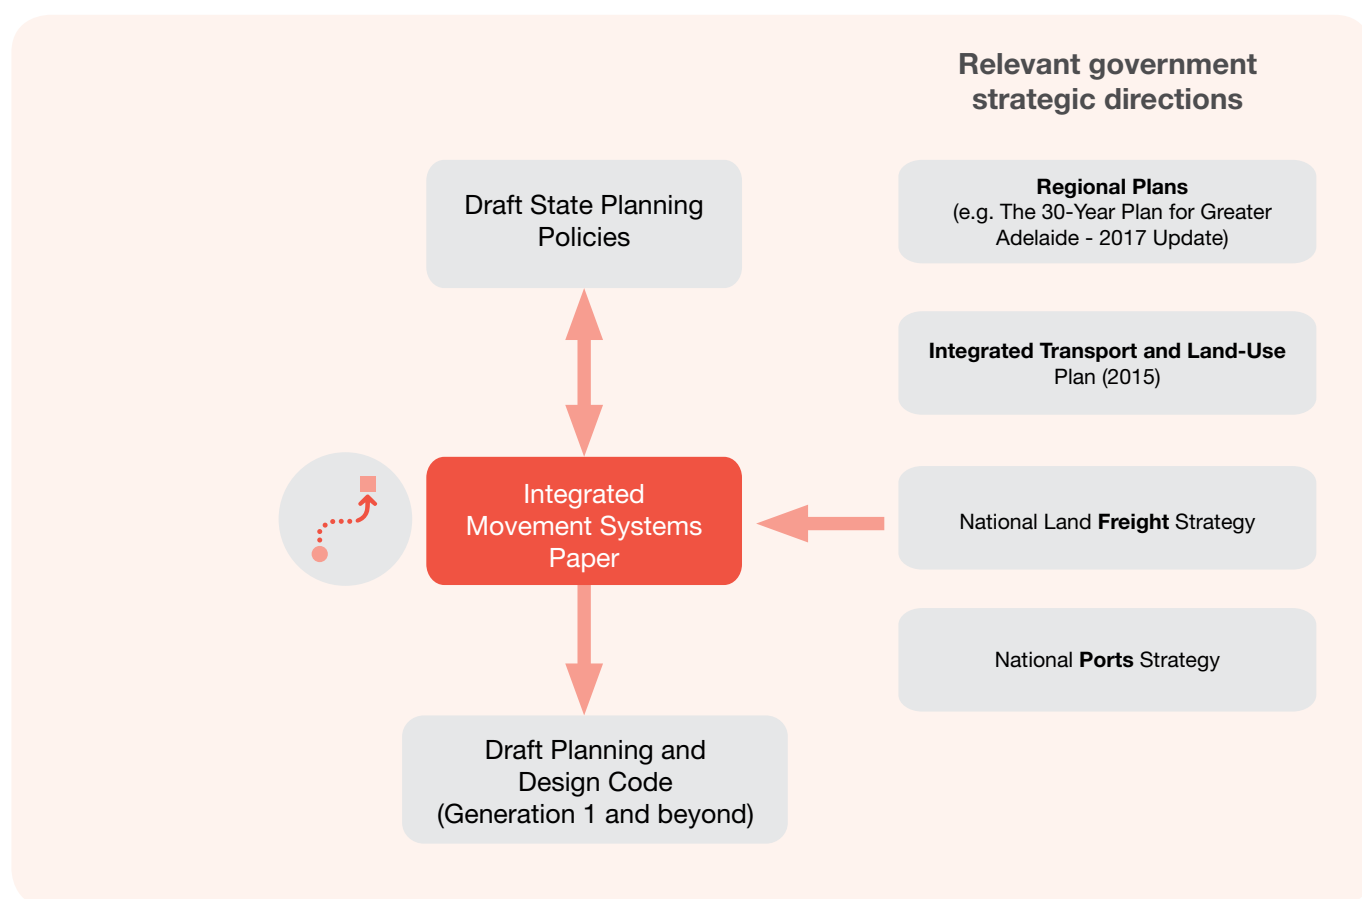 Relevant government
strategic directions
Draft State Planning
Policies
Regional Plans
(e.g. The 30-Year Plan for Greater
Adelaide - 2017 Update)
Integrated Transport and Land-Use
Plan (2015)
Integrated
Movement Systems
Paper
National Land Freight Strategy
National Ports Strategy
Draft Planning and
Design Code
(Generation 1 and beyond)